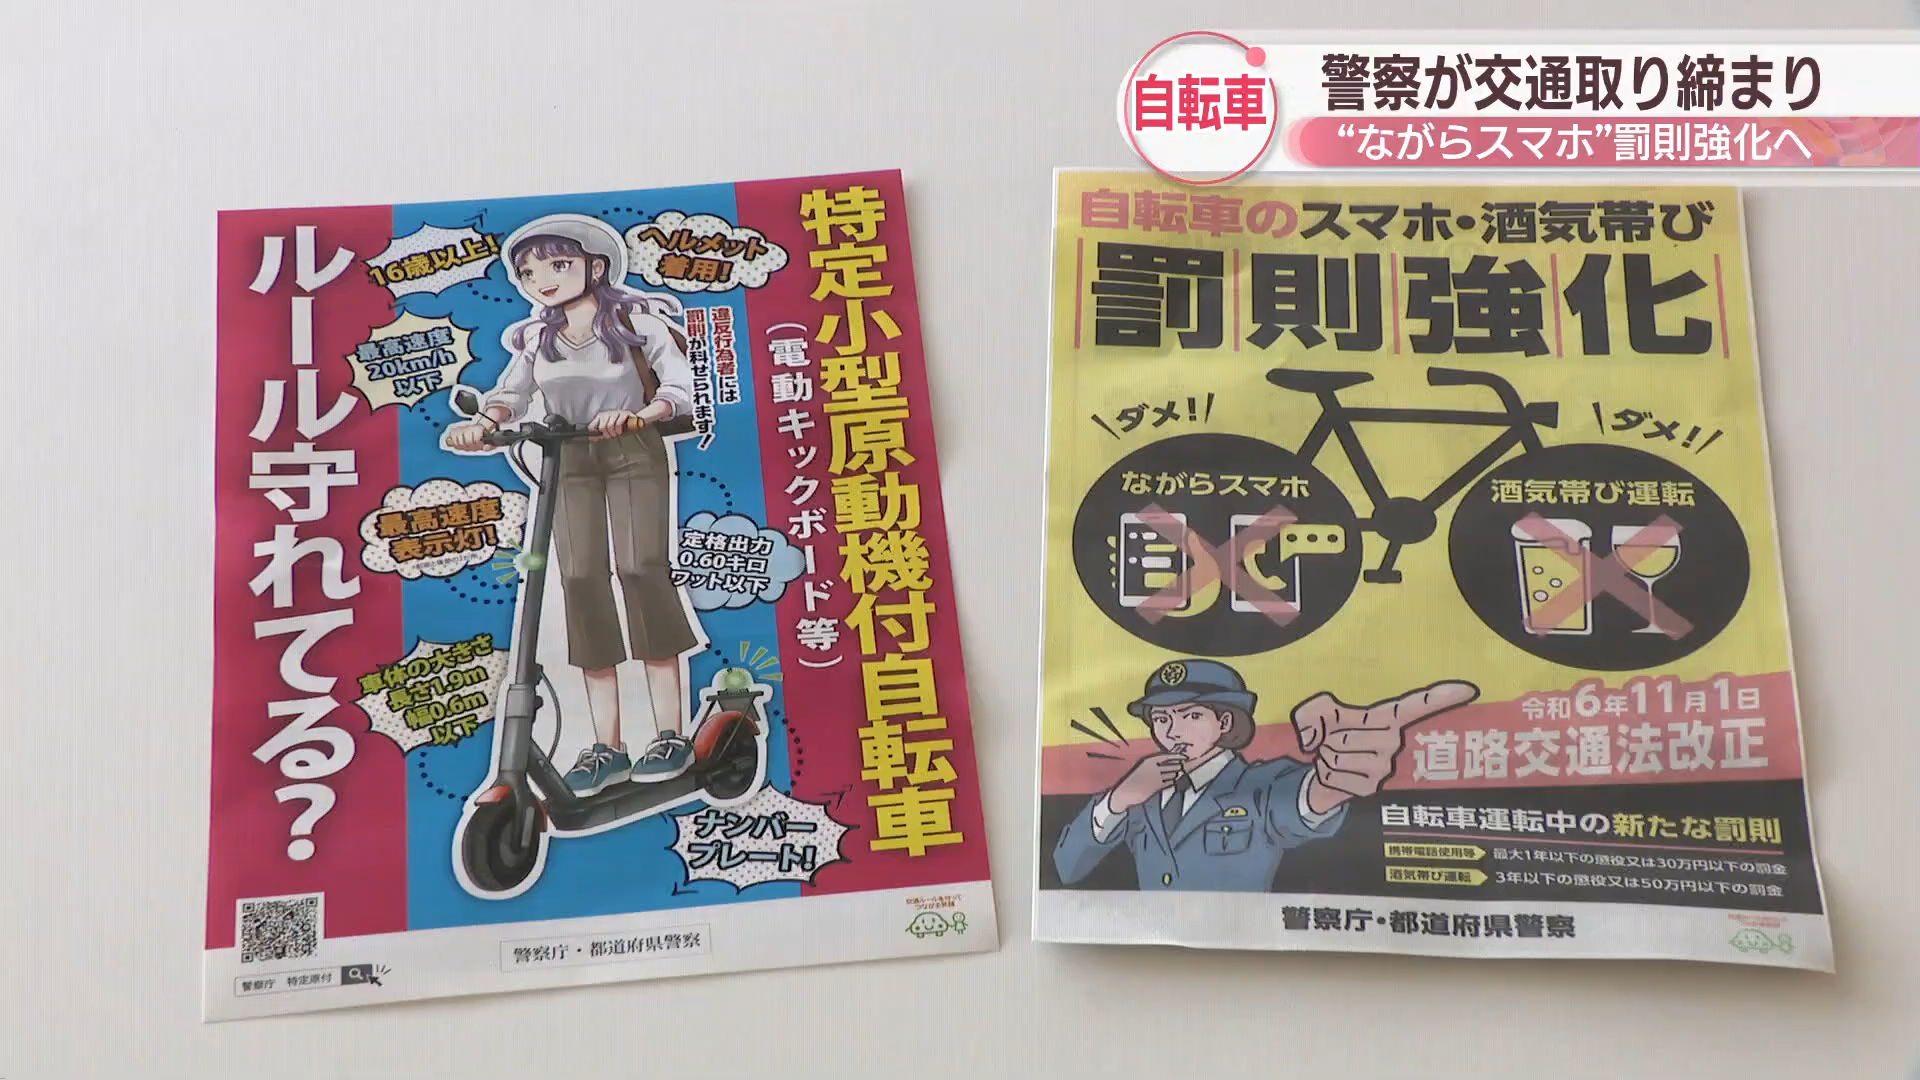 自転車
警察が交通取り締まり
“ながらスマホ”罰則強化へ
特定小型原動機付自転車
(電動キックボード等)
ルール守れてる?
16歳以上!
ヘルメット
着用!
違反行為者には
罰則が科せられます!
最高速度
20km/h
以下
最高速度
表示灯!
定格出力
0.60キロ
ワット以下
車体の大きさ
長さ1.9m
幅0.6m
以下
ナンバー
プレート!
警察庁 特定原付
警察庁・都道府県警察
自転車のスマホ・酒気帯び
罰則強化
ダメ!!
ダメ!!
ながらスマホ
酒気帯び運転
令和6年11月1日
道路交通法改正
自転車運転中の新たな罰則
携帯電話使用等 最大1年以下の懲役又は30万円以下の罰金
酒気帯び運転 3年以下の懲役又は50万円以下の罰金
警察庁・都道府県警察